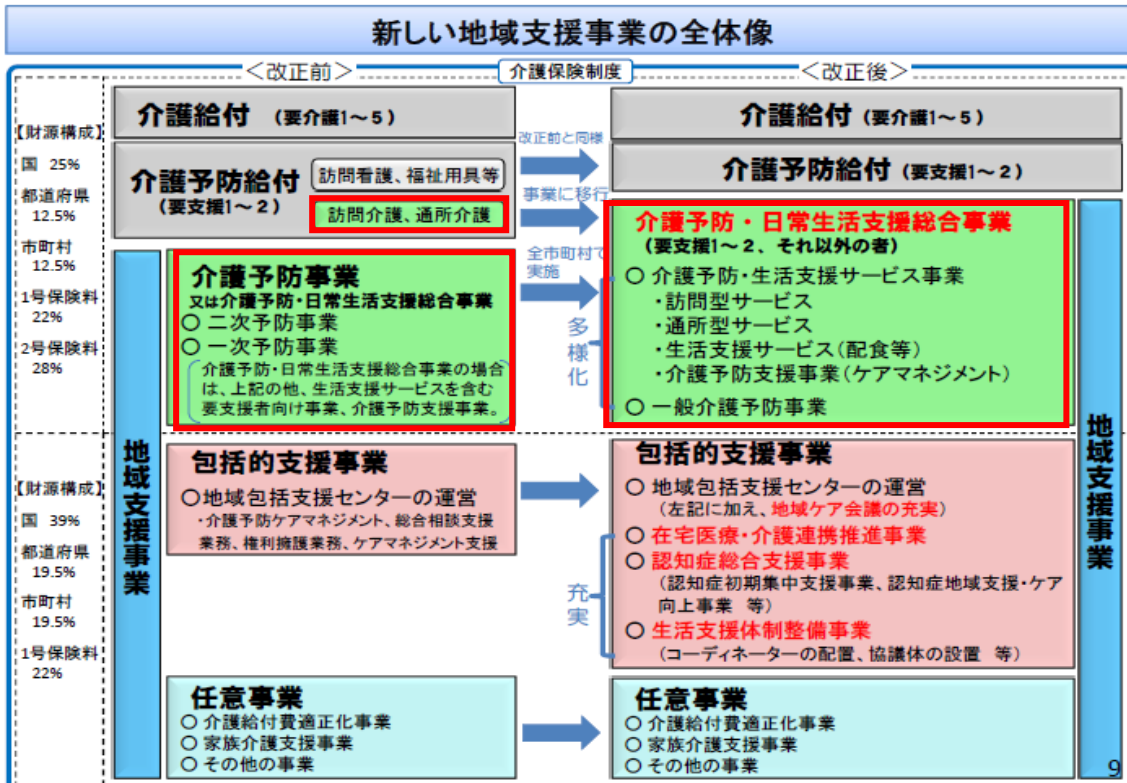 新しい地域支援事業の全体像
＜改正前＞
介護保険制度
＜改正後＞
【財源構成】
国 25%
都道府県
12.5%
市町村
12.5%
1号保険料
22%
2号保険料
28%
介護給付 （要介護1～5）
介護予防給付
（要支援1～2）
訪問看護、福祉用具等
訪問介護、通所介護
改正前と同様
事業に移行
全市町村で
実施
多様化
介護給付 （要介護1～5）
介護予防給付（要支援1～2）
地域支援事業
介護予防事業
又は介護予防・日常生活支援総合事業
○ 二次予防事業
○ 一次予防事業
介護予防・日常生活支援総合事業の場合
は、上記の他、生活支援サービスを含む
要支援者向け事業、介護予防支援事業。
介護予防・日常生活支援総合事業
（要支援1～2、それ以外の者）
○ 介護予防・生活支援サービス事業
・訪問型サービス
・通所型サービス
・生活支援サービス（配食等）
・介護予防支援事業（ケアマネジメント）
○ 一般介護予防事業
地域支援事業
【財源構成】
国 39%
都道府県
19.5%
市町村
19.5%
1号保険料
22%
包括的支援事業
○地域包括支援センターの運営
・介護予防ケアマネジメント、総合相談支援
業務、権利擁護業務、ケアマネジメント支援
充実
包括的支援事業
○ 地域包括支援センターの運営
（左記に加え、地域ケア会議の充実）
○ 在宅医療・介護連携推進事業
○ 認知症総合支援事業
（認知症初期集中支援事業、認知症地域支援・ケア
向上事業 等）
○ 生活支援体制整備事業
（コーディネーターの配置、協議体の設置 等）
任意事業
○ 介護給付費適正化事業
○ 家族介護支援事業
○ その他の事業
任意事業
○ 介護給付費適正化事業
○ 家族介護支援事業
○ その他の事業
9